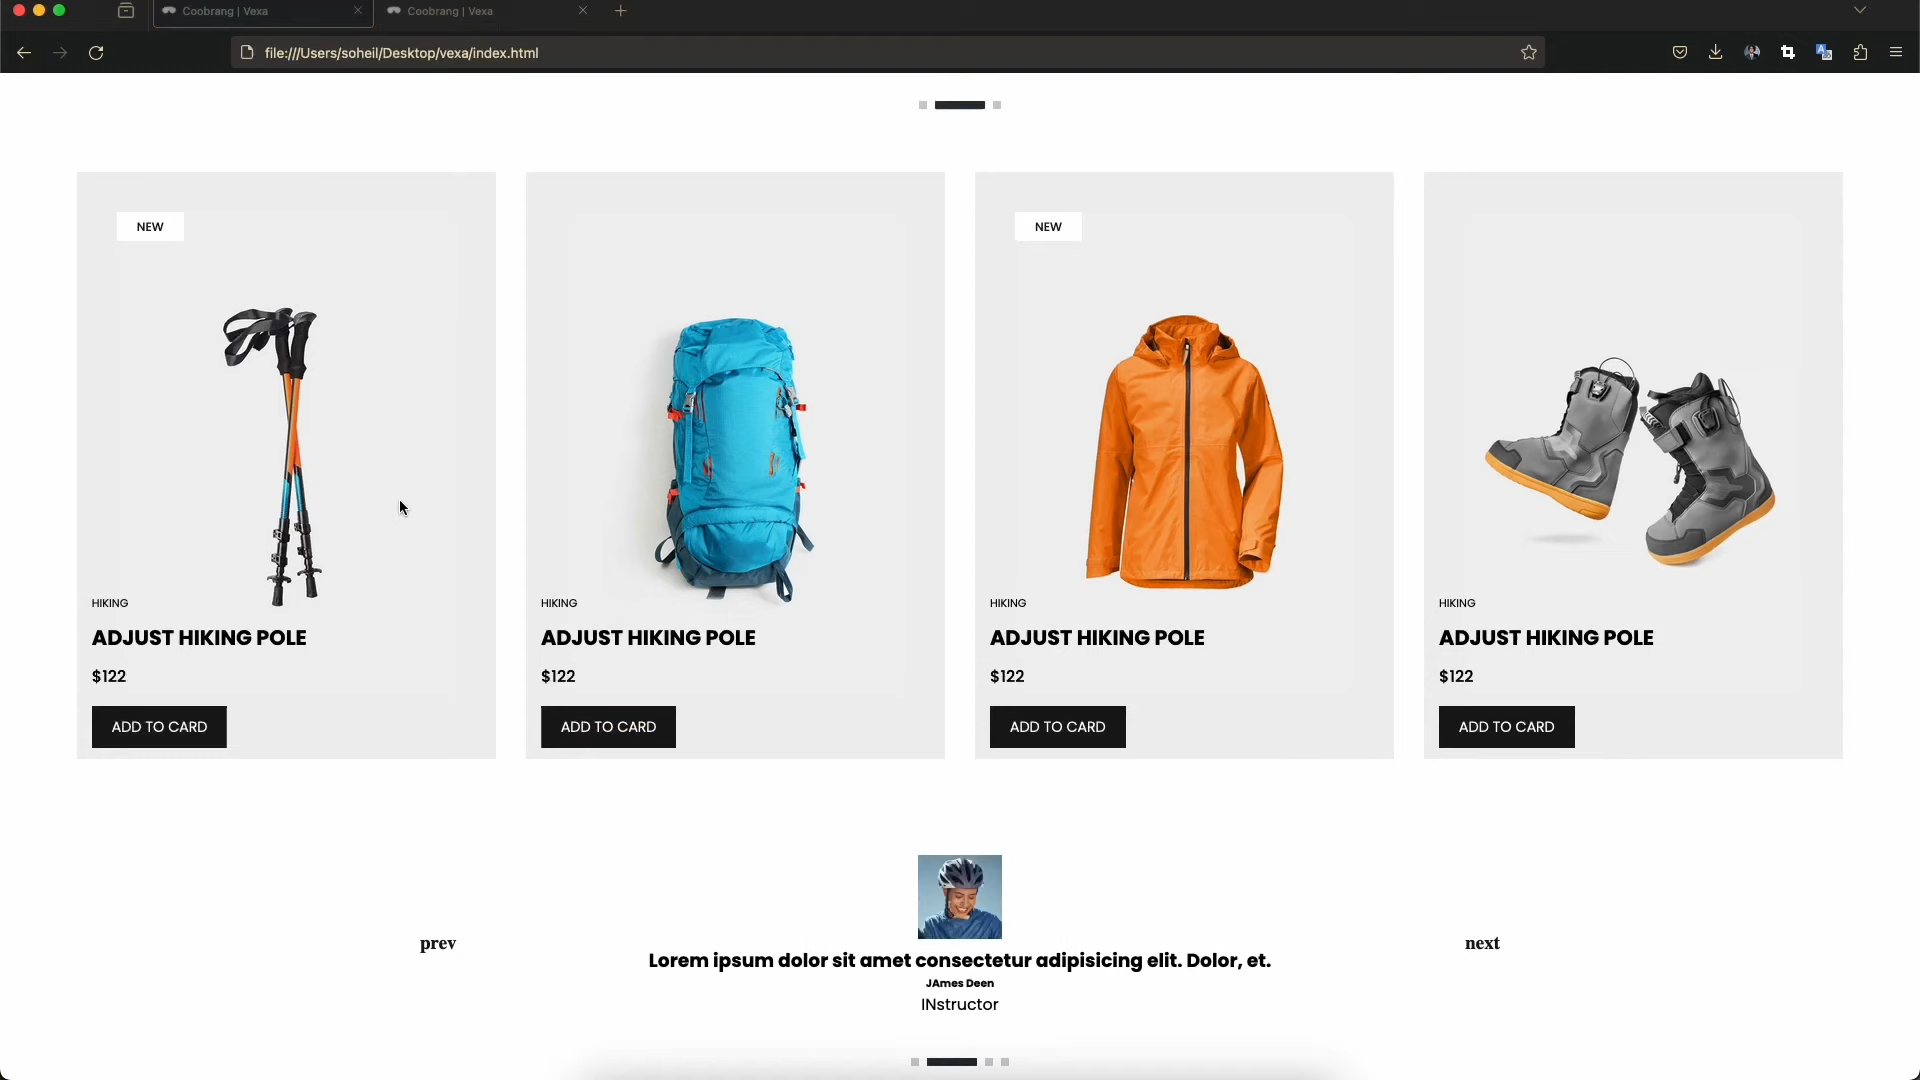 Coobrang | Vexa
Coobrang | Vexa
file:///Users/soheil/Desktop/vexa/index.html
NEW
NEW
HIKING
HIKING
HIKING
HIKING
ADJUST HIKING POLE
ADJUST HIKING POLE
ADJUST HIKING POLE
ADJUST HIKING POLE
$122
$122
$122
$122
ADD TO CARD
ADD TO CARD
ADD TO CARD
ADD TO CARD
prev
next
Lorem ipsum dolor sit amet consectetur adipisicing elit. Dolor, et.
JAmes Deen
INstructor